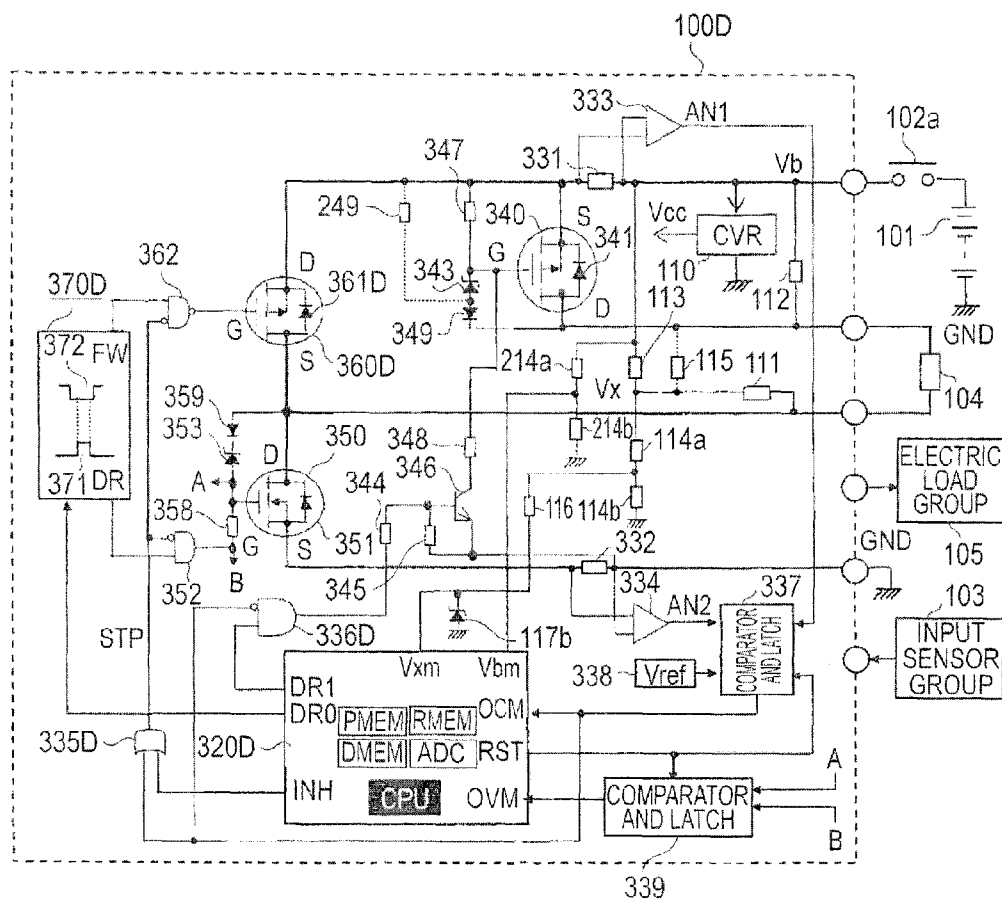 100D
333
AN1
102a
347
331
Vb
249
340
S
Vcc
CVR
101
362
D
G
341
110
370D
361D
343
113
112
372
FW
G
D
GND
349
S
360D
214a
115
111
Vx
104
359
353
D
350
348
214b
114a
371
DR
A
344
346
116
114b
ELECTRIC
LOAD
GROUP
358
G
S
351
332
GND
105
352
B
345
334
337
103
STP
336D
AN2
COMPARATOR
AND LATCH
INPUT
SENSOR
GROUP
117b
Vxm
Vbm
338
Vref
DR1
DR0
PMEM
RMEM
OCM
335D
320D
DMEM
ADC
RST
A
INH
CPU
OVM
COMPARATOR
AND LATCH
B
339